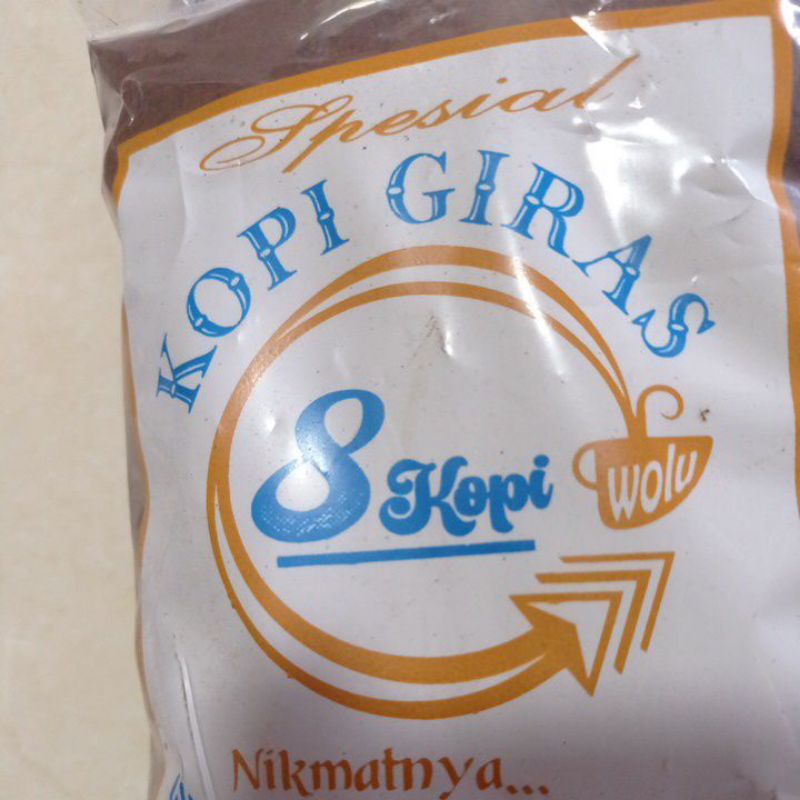 Spesial
KOPI GIRAS
8 Kopi
wolu
Nikmatnya...